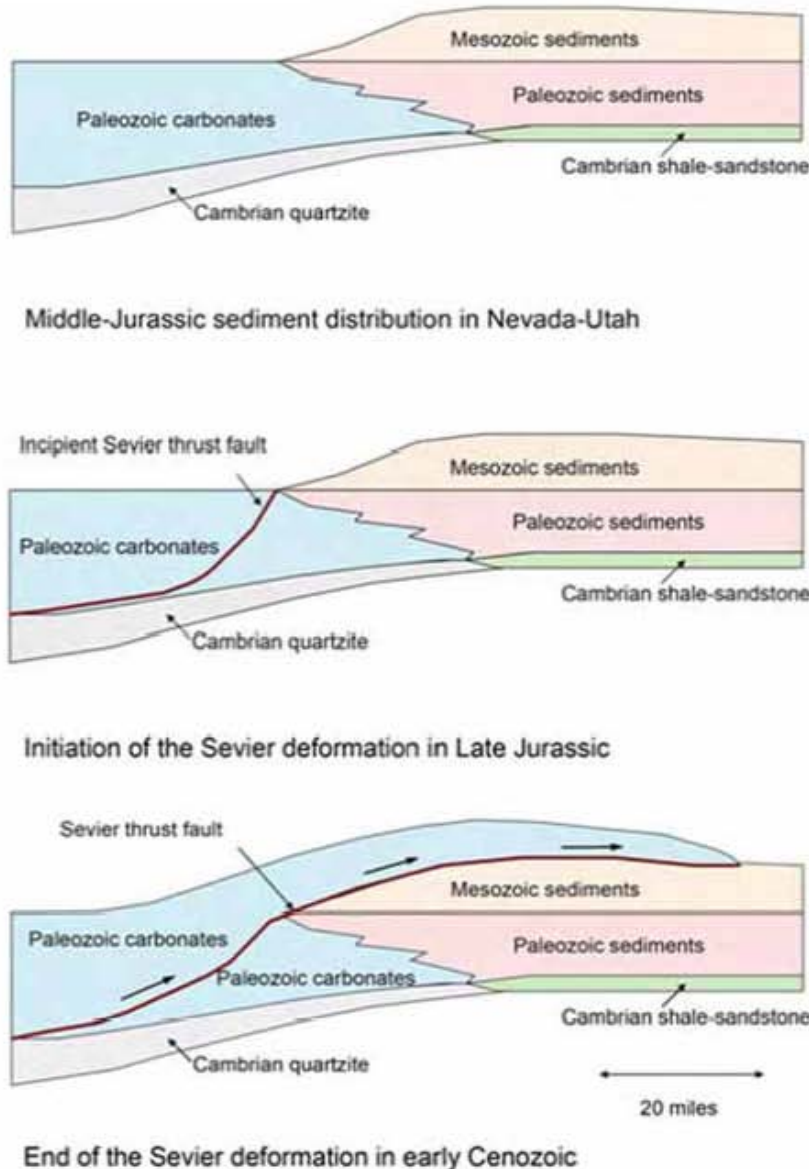 Mesozoic sediments
Paleozoic carbonates
Paleozoic sediments
Cambrian shale-sandstone
Cambrian quartzite
Middle-Jurassic sediment distribution in Nevada-Utah
Incipient Sevier thrust fault
Mesozoic sediments
Paleozoic sediments
Paleozoic carbonates
Cambrian shale-sandstone
Cambrian quartzite
Initiation of the Sevier deformation in Late Jurassic
Sevier thrust fault
Mesozoic sediments
Paleozoic carbonates
Paleozoic sediments
Paleozoic carbonates
Cambrian shale-sandstone
Cambrian quartzite
20 miles
End of the Sevier deformation in early Cenozoic